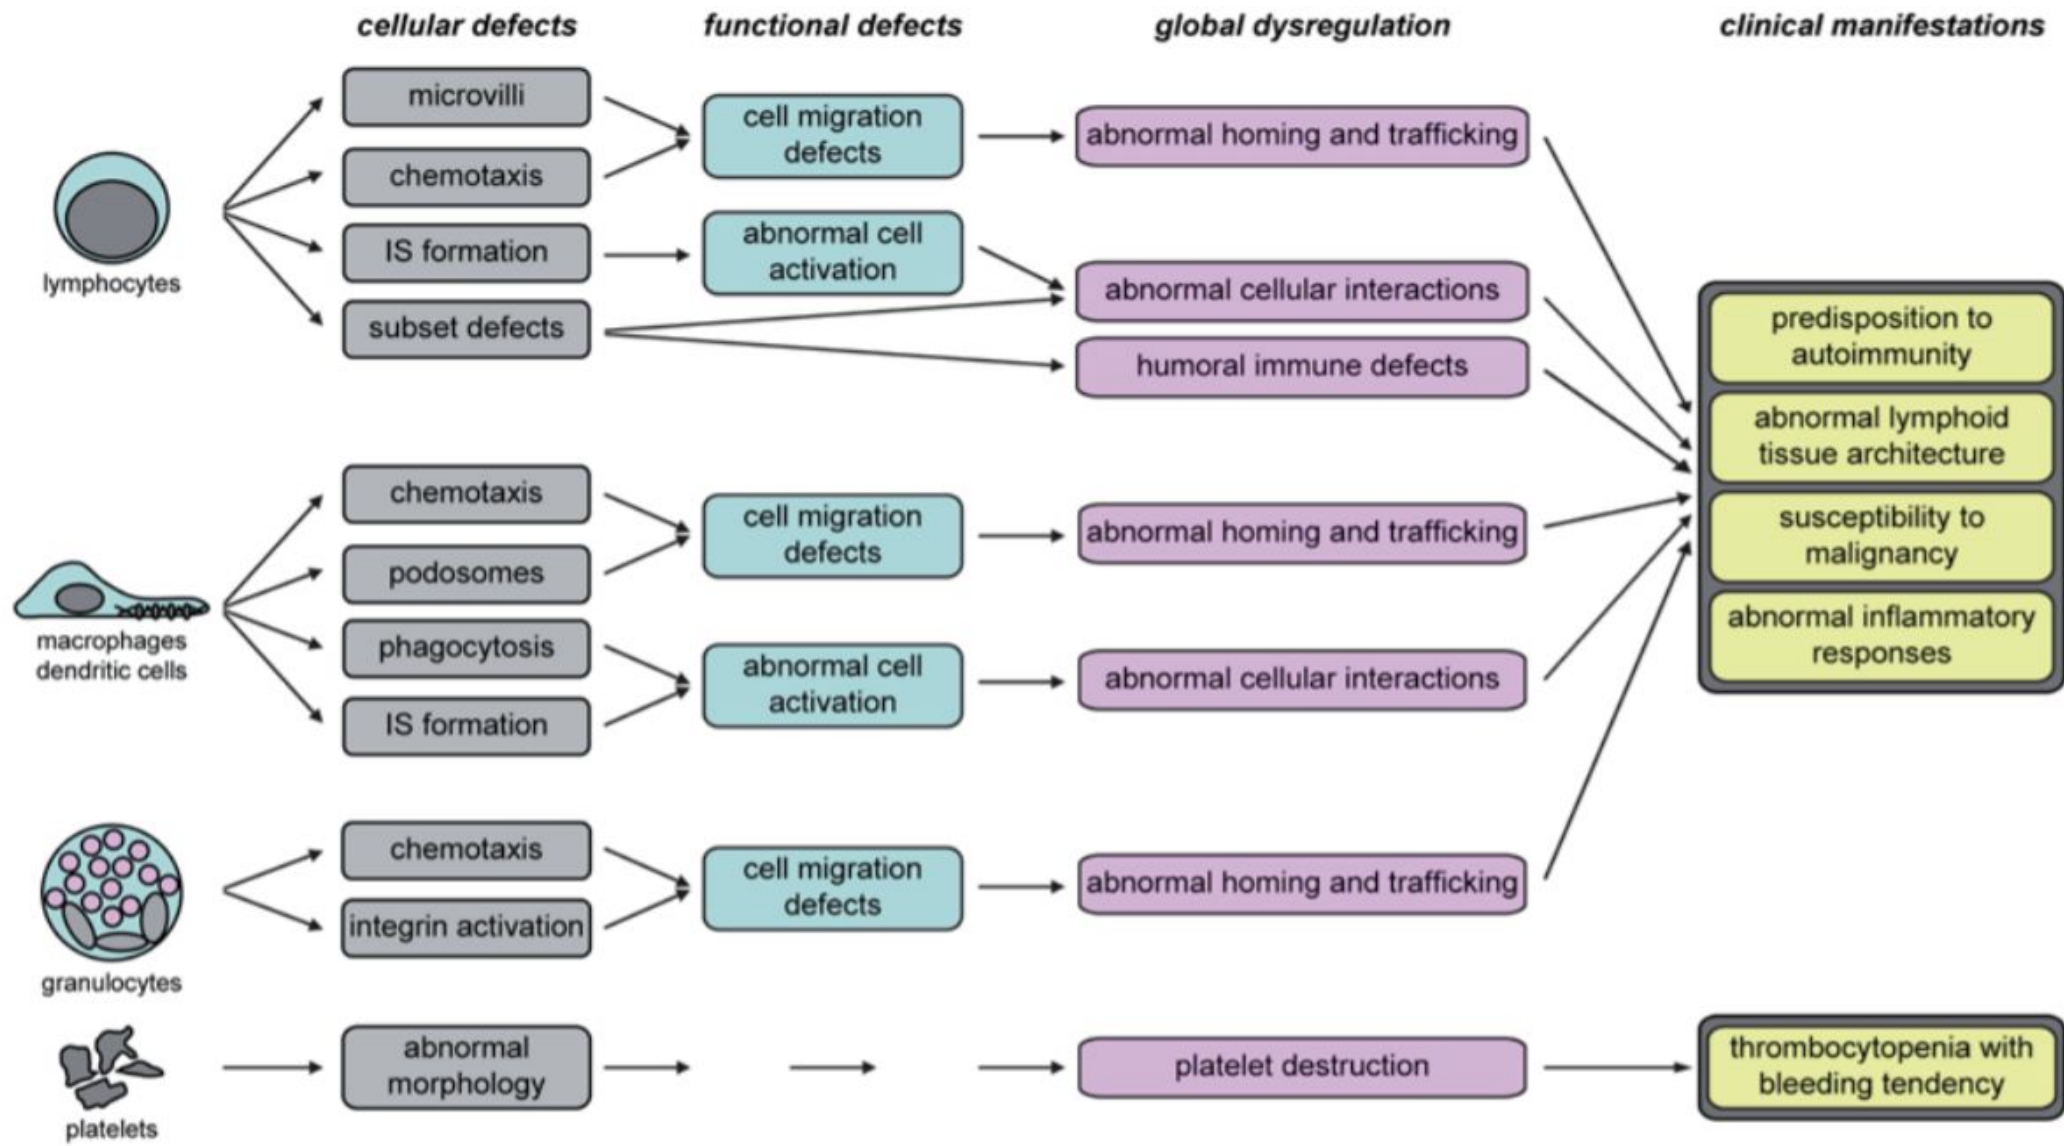 cellular defects
functional defects
global dysregulation
clinical manifestations
lymphocytes
microvilli
chemotaxis
IS formation
subset defects
cell migration
defects
abnormal cell
activation
abnormal homing and trafficking
abnormal cellular interactions
humoral immune defects
macrophages
dendritic cells
chemotaxis
podosomes
phagocytosis
IS formation
cell migration
defects
abnormal cell
activation
abnormal homing and trafficking
abnormal cellular interactions
granulocytes
chemotaxis
integrin activation
cell migration
defects
abnormal homing and trafficking
predisposition to
autoimmunity
abnormal lymphoid
tissue architecture
susceptibility to
malignancy
abnormal inflammatory
responses
platelets
abnormal
morphology
platelet destruction
thrombocytopenia with
bleeding tendency